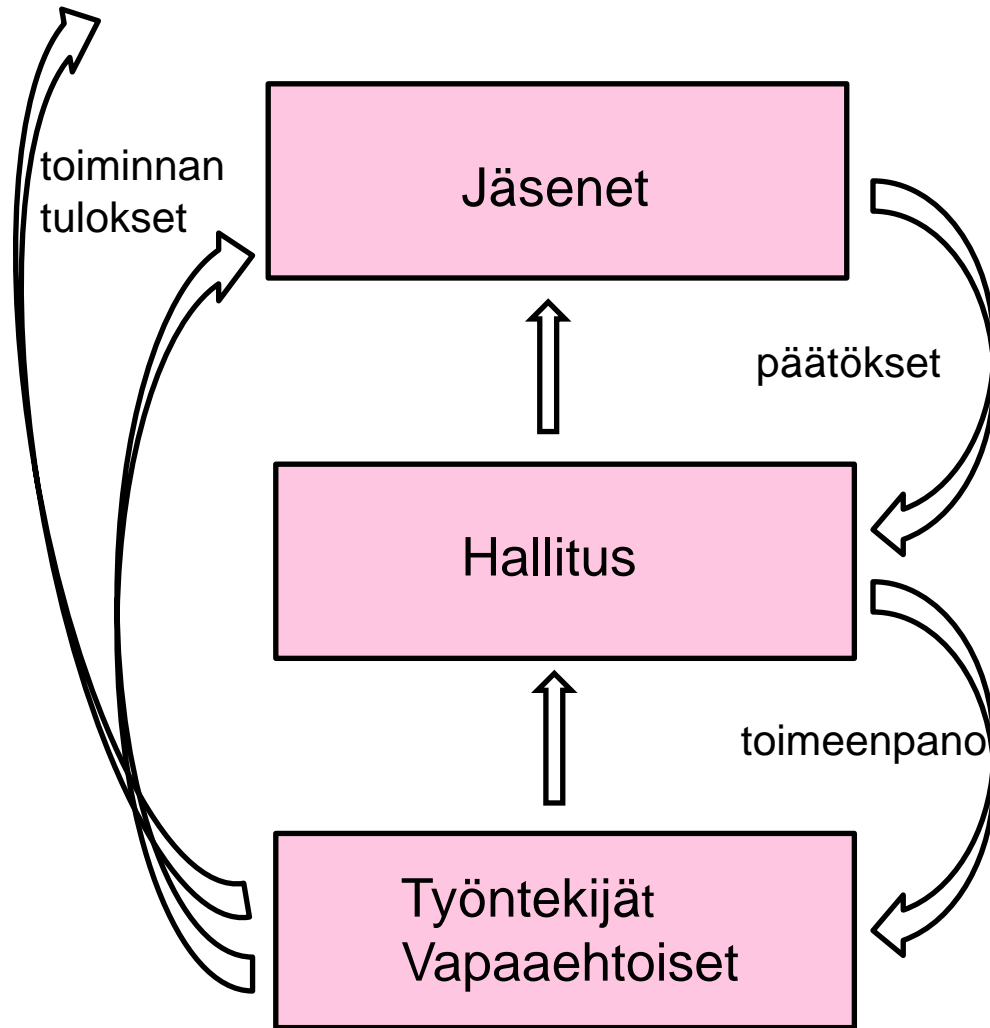 toiminnan
tulokset
Jäsenet
päätökset
Hallitus
toimeenpano
Työntekijät
Vapaaehtoiset